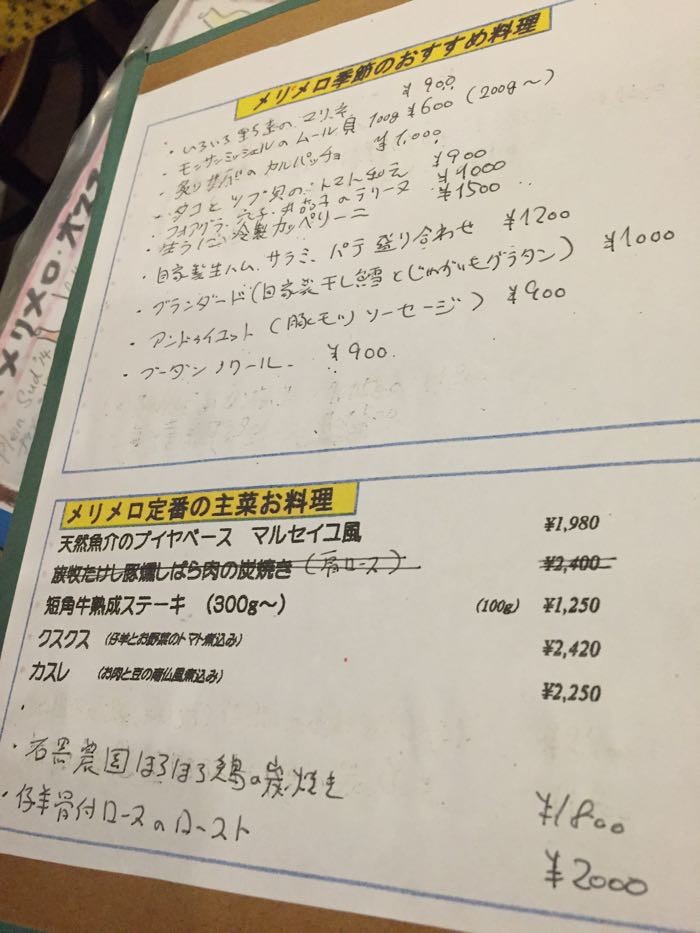 メリメロ季節のおすすめ料理
・いろいろ野菜のマリネ ¥900
・モンサンミッシェルのムール貝 100g ¥600 (200g〜)
・炙り の カルパッチョ ¥1,000
・タコとツブ貝のトマト和え ¥900
・フォアグラ、穴子、丸茄子のテリーヌ ¥1000
・生うに 冷製カッペリーニ ¥1500
・自家製生ハム、サラミ、パテ盛り合わせ ¥1200
・ブランダード(自家製干し鱈とじゃがいもグラタン) ¥1000
・アンドゥイエット (豚モツソーセージ) ¥900
・ブーダンノワール ¥900
メリメロ定番の主菜お料理
天然魚介のブイヤベース マルセイユ風 ¥1,980
放牧たけし豚燻しばら肉の炭焼き (肩ロース) ¥2,400
短角牛熟成ステーキ (300g〜) (100g) ¥1,250
クスクス (仔羊とお野菜のトマト煮込み) ¥2,420
カスレ (お肉と豆の南仏風煮込み) ¥2,250
・石黒農園ほろほろ鳥の炭焼き ¥1800
・仔羊骨付ロースのロースト ¥2000
メリメロ・
Plein Sud '14